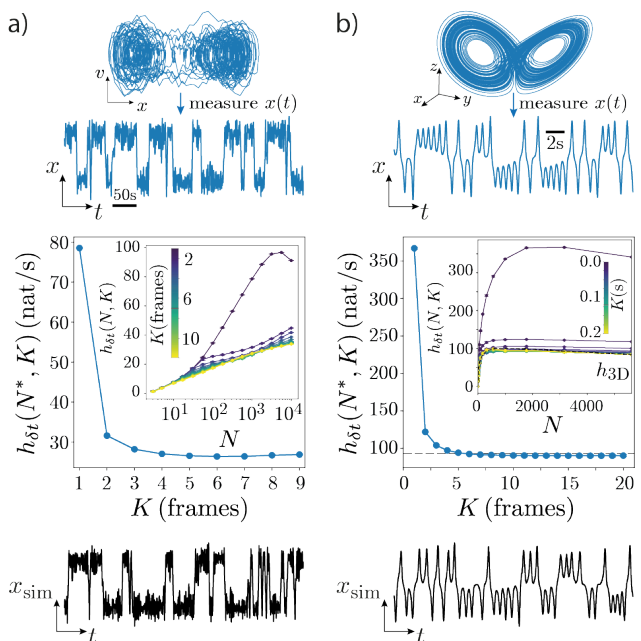 a)
v
x
measure x(t)
x
t
50s
h_δt(N*, K) (nat/s)
80
70
60
50
40
30
1 2 3 4 5 6 7 8 9
K (frames)
h_δt(N, K)
100
80
60
40
20
0
10^1 10^2 10^3 10^4
N
K(frames)
2
6
10
x_sim
t
b)
z
x
y
measure x(t)
x
t
2s
h_δt(N*, K) (nat/s)
350
300
250
200
150
100
0 5 10 15 20
K (frames)
h_δt(N, K)
300
200
100
0
0 2000 4000
N
K(s)
0.0
0.1
0.2
h_3D
x_sim
t